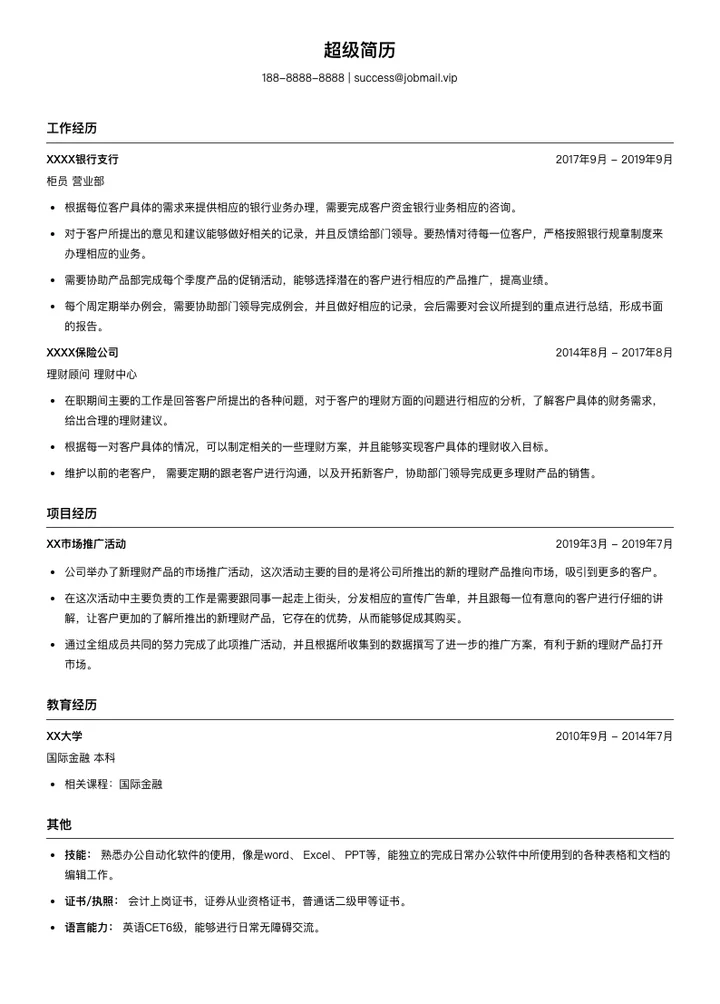 超级简历
188-8888-8888 | success@jobmail.vip
工作经历
XXXX银行支行 2017年9月 – 2019年9月
柜员 营业部
• 根据每位客户具体的需求来提供相应的银行业务办理，需要完成客户资金银行业务相应的咨询。
• 对于客户所提出的意见和建议能够做好相关的记录，并且反馈给部门领导。要热情对待每一位客户，严格按照银行规章制度来
办理相应的业务。
• 需要协助产品部完成每个季度产品的促销活动，能够选择潜在的客户进行相应的产品推广，提高业绩。
• 每个周定期举办例会，需要协助部门领导完成例会，并且做好相应的记录，会后需要对会议所提到的重点进行总结，形成书面
的报告。
XXXX保险公司 2014年8月 – 2017年8月
理财顾问 理财中心
• 在职期间主要的工作是回答客户所提出的各种问题，对于客户的理财方面的问题进行相应的分析，了解客户具体的财务需求，
给出合理的理财建议。
• 根据每一对客户具体的情况，可以制定相关的一些理财方案，并且能够实现客户具体的理财收入目标。
• 维护以前的老客户， 需要定期的跟老客户进行沟通，以及开拓新客户，协助部门领导完成更多理财产品的销售。
项目经历
XX市场推广活动 2019年3月 – 2019年7月
• 公司举办了新理财产品的市场推广活动，这次活动主要的目的是将公司所推出的新的理财产品推向市场，吸引到更多的客户。
• 在这次活动中主要负责的工作是需要跟同事一起走上街头，分发相应的宣传广告单，并且跟每一位有意向的客户进行仔细的讲
解，让客户更加的了解所推出的新理财产品，它存在的优势，从而能够促成其购买。
• 通过全组成员共同的努力完成了此项推广活动，并且根据所收集到的数据撰写了进一步的推广方案，有利于新的理财产品打开
市场。
教育经历
XX大学 2010年9月 – 2014年7月
国际金融 本科
• 相关课程：国际金融
其他
• 技能： 熟悉办公自动化软件的使用，像是word、 Excel、 PPT等，能独立的完成日常办公软件中所使用到的各种表格和文档的
编辑工作。
• 证书/执照： 会计上岗证书，证券从业资格证书，普通话二级甲等证书。
• 语言能力： 英语CET6级，能够进行日常无障碍交流。